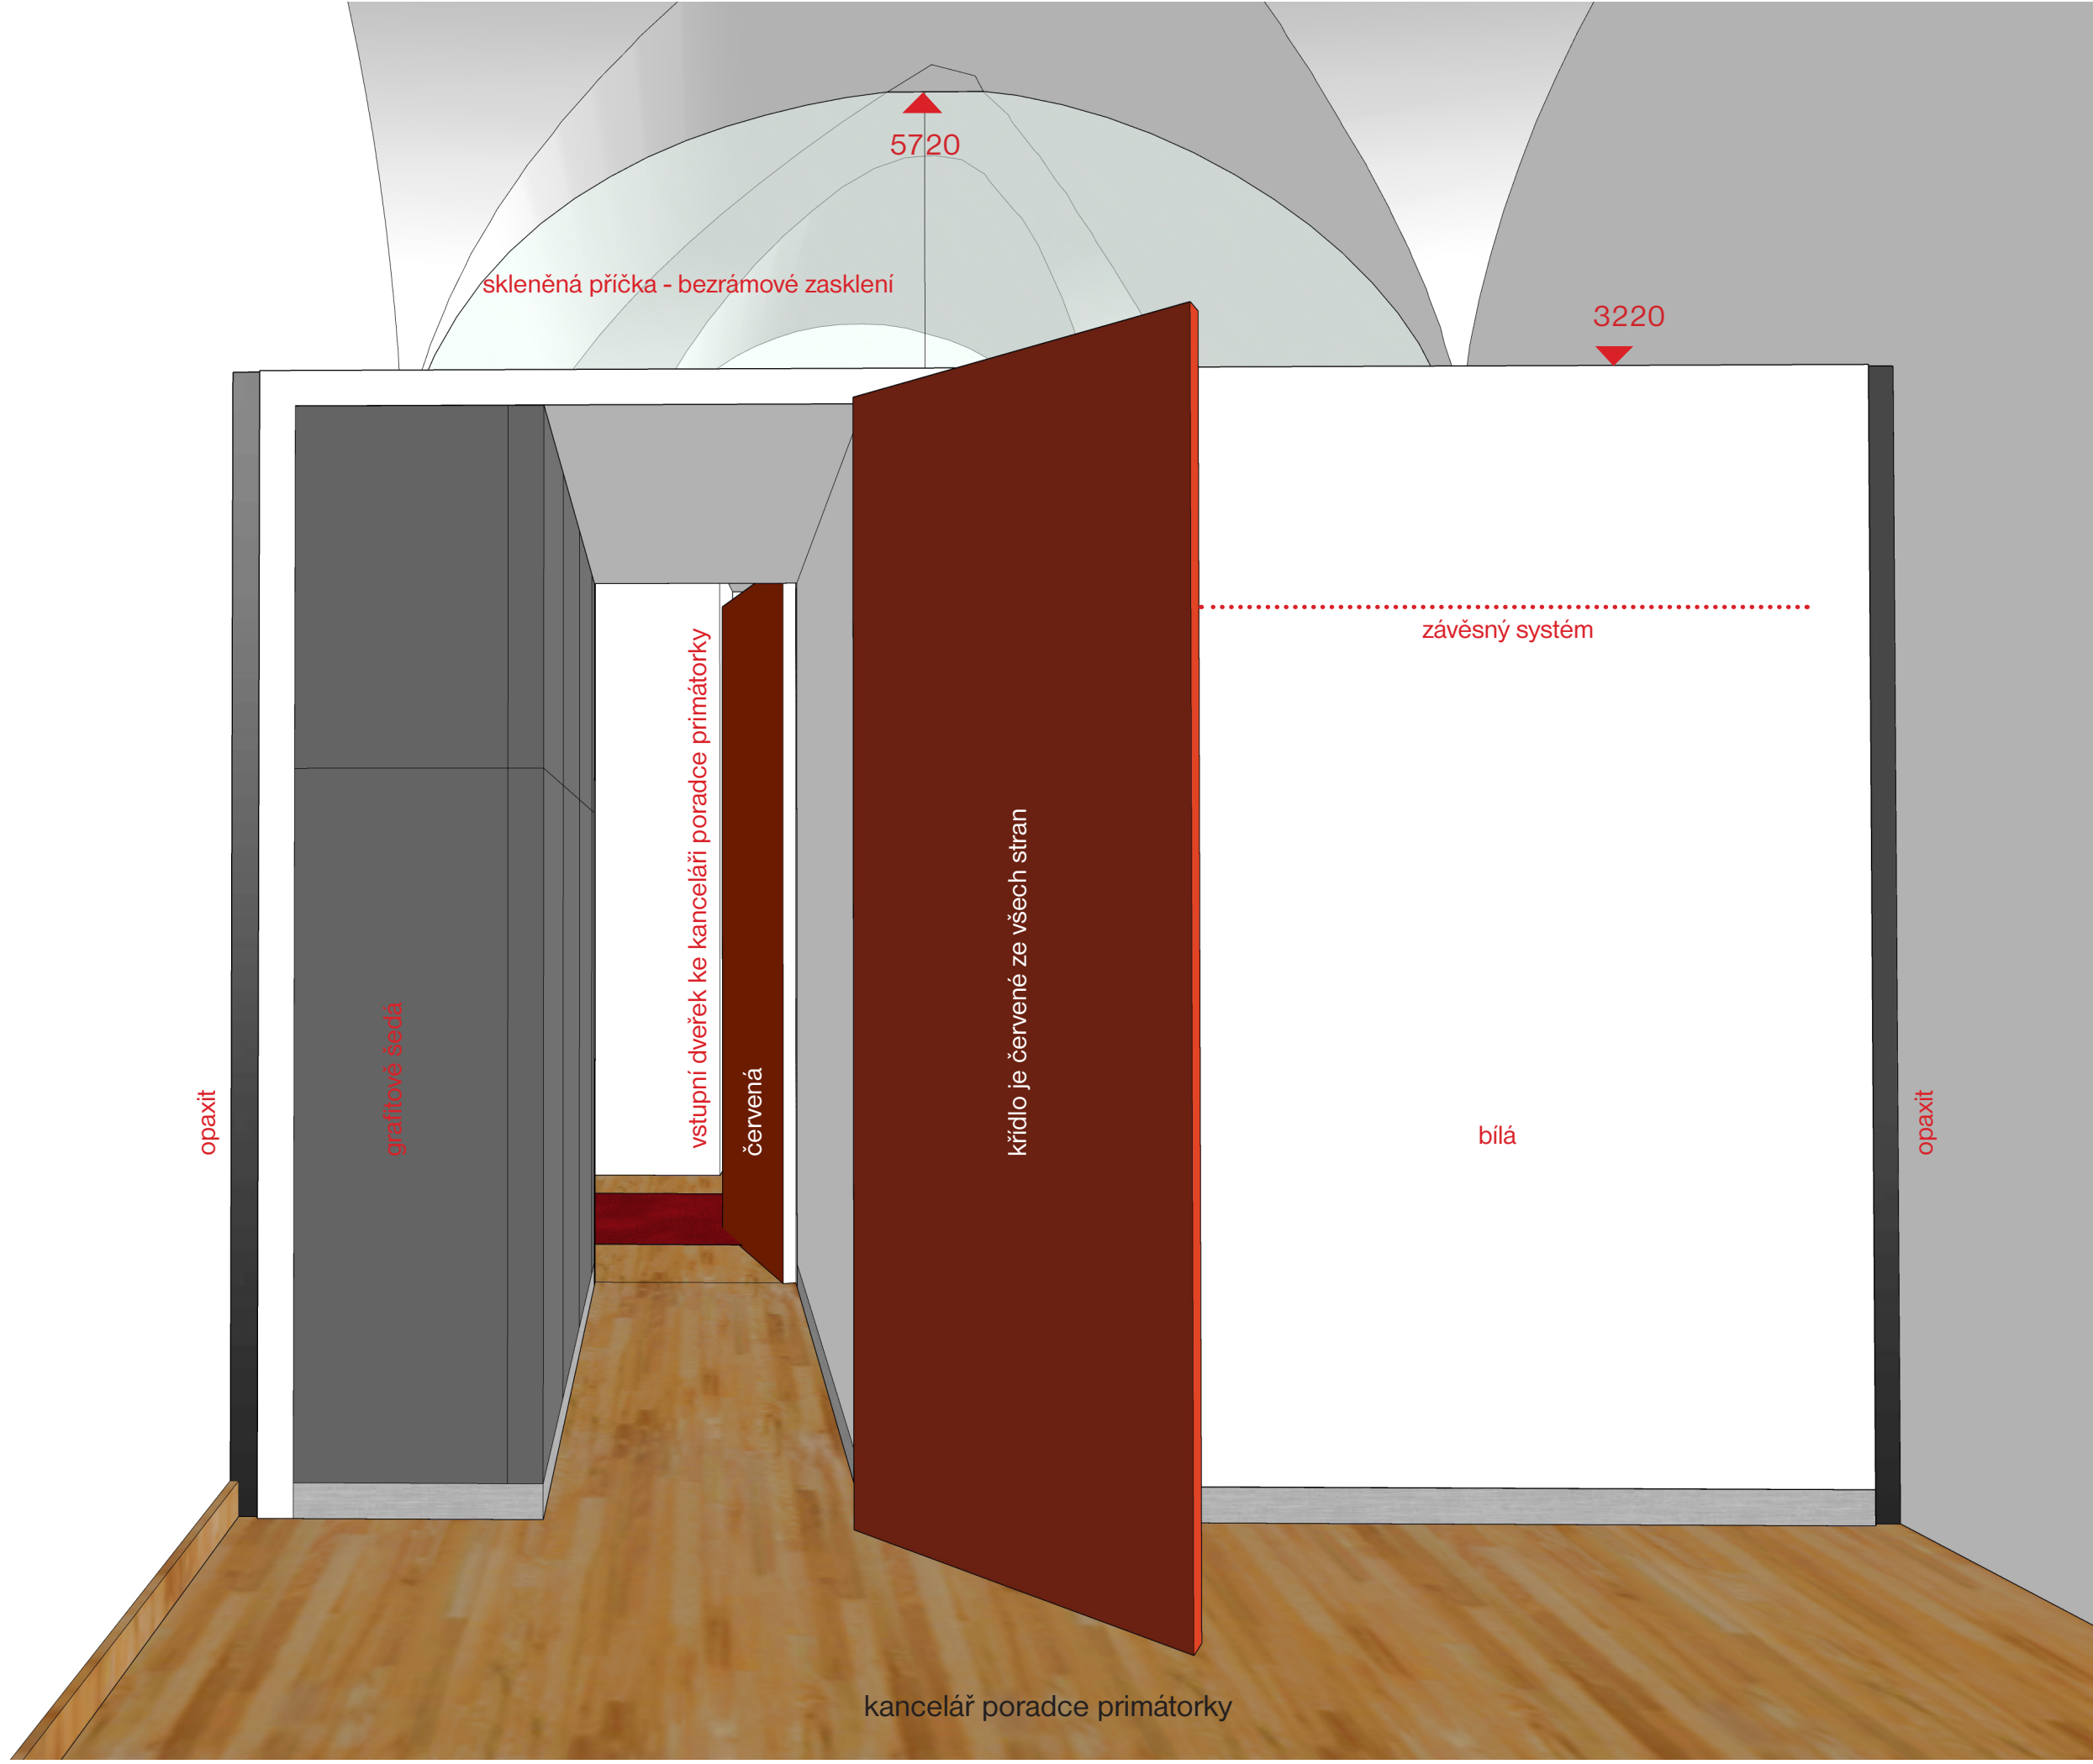 5720
skleněná příčka - bezrámové zasklení
3220
závěsný systém
vstupní dveřek ke kanceláři poradce primátorky
křídlo je červené ze všech stran
grafitově šedá
červená
opaxit
bílá
opaxit
kancelář poradce primátorky